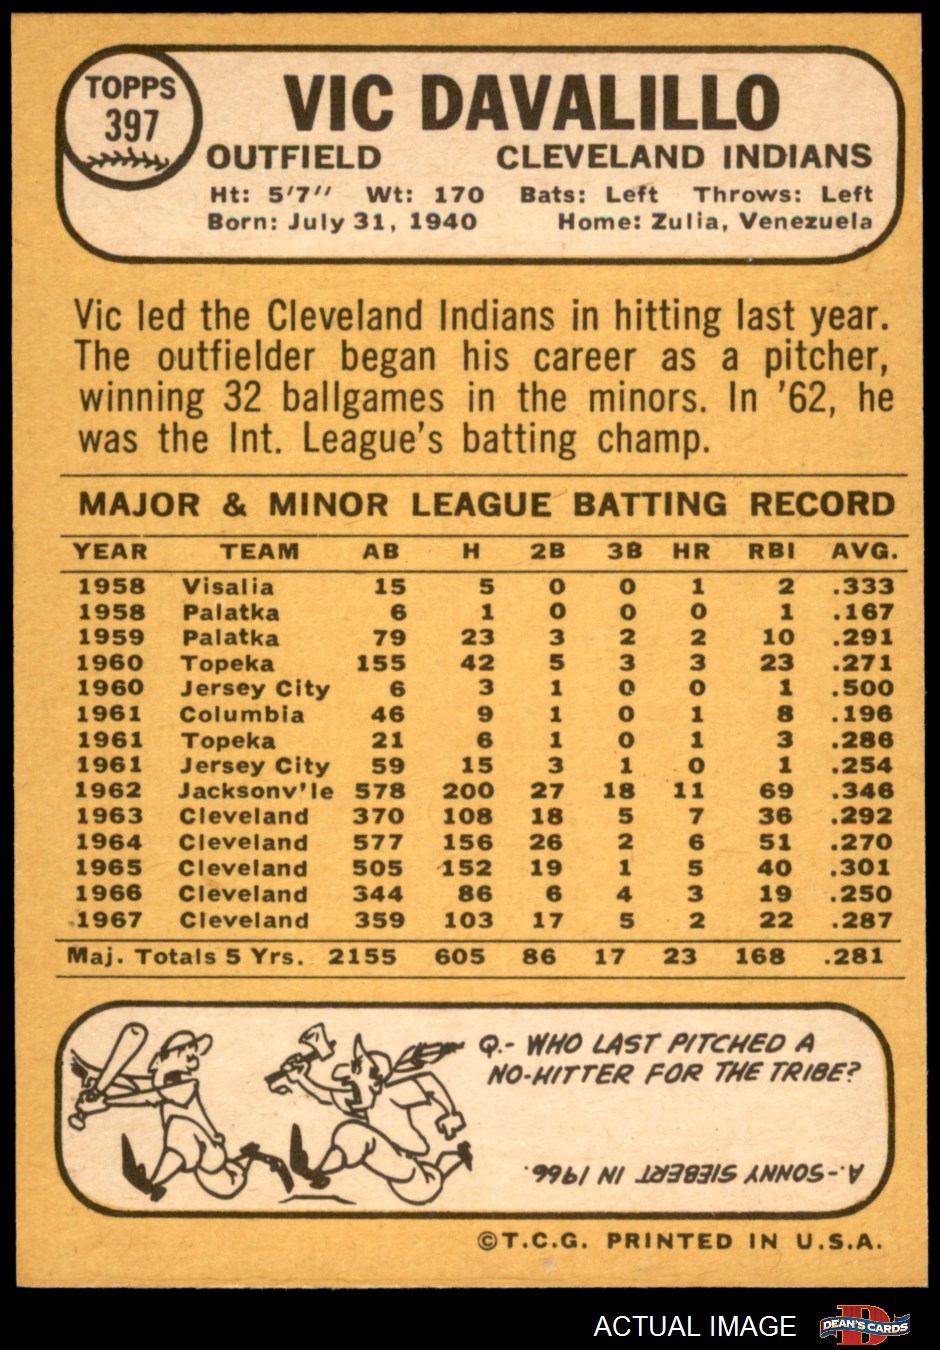 TOPPS
397
VIC DAVALILLO
OUTFIELD CLEVELAND INDIANS
Ht: 5'7" Wt: 170 Bats: Left Throws: Left
Born: July 31, 1940 Home: Zulia, Venezuela
Vic led the Cleveland Indians in hitting last year.
The outfielder began his career as a pitcher,
winning 32 ballgames in the minors. In '62, he
was the Int. League's batting champ.
MAJOR & MINOR LEAGUE BATTING RECORD
YEAR TEAM AB H 2B 3B HR RBI AVG.
1958 Visalia 15 5 0 0 1 2 .333
1958 Palatka 6 1 0 0 0 1 .167
1959 Palatka 79 23 3 2 2 10 .291
1960 Topeka 155 42 5 3 3 23 .271
1960 Jersey City 6 3 1 0 0 1 .500
1961 Columbia 46 9 1 0 1 8 .196
1961 Topeka 21 6 1 0 1 3 .286
1961 Jersey City 59 15 3 1 0 1 .254
1962 Jacksonv'le 578 200 27 18 11 69 .346
1963 Cleveland 370 108 18 5 7 36 .292
1964 Cleveland 577 156 26 2 6 51 .270
1965 Cleveland 505 152 19 1 5 40 .301
1966 Cleveland 344 86 6 4 3 19 .250
1967 Cleveland 359 103 17 5 2 22 .287
Maj. Totals 5 Yrs. 2155 605 86 17 23 168 .281
Q.- WHO LAST PITCHED A
NO-HITTER FOR THE TRIBE?
A.-SONNY SIEBERT IN 1966.
©T.C.G. PRINTED IN U.S.A.
ACTUAL IMAGE
D
DEAN'S CARDS